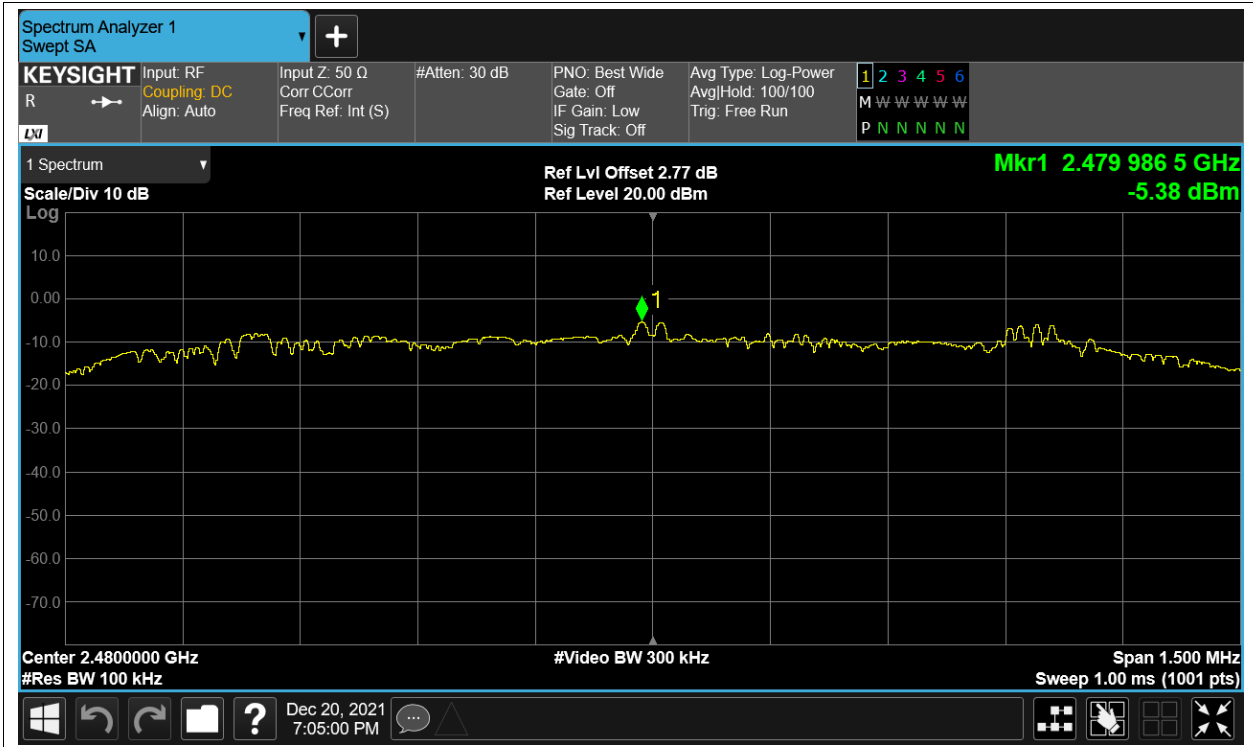 Spectrum Analyzer 1
Swept SA
▼
+
KEYSIGHT
R
LXI
Input: RF
Coupling: DC
Align: Auto
Input Z: 50 Ω
Corr CCorr
Freq Ref: Int (S)
#Atten: 30 dB
PNO: Best Wide
Gate: Off
IF Gain: Low
Sig Track: Off
Avg Type: Log-Power
Avg|Hold: 100/100
Trig: Free Run
1 2 3 4 5 6
M W W W W W
P N N N N N
1 Spectrum ▼
Scale/Div 10 dB
Log
Ref Lvl Offset 2.77 dB
Ref Level 20.00 dBm
Mkr1 2.479 986 5 GHz
-5.38 dBm
10.0
0.00
-10.0
-20.0
-30.0
-40.0
-50.0
-60.0
-70.0
1
Center 2.4800000 GHz
#Res BW 100 kHz
#Video BW 300 kHz
Span 1.500 MHz
Sweep 1.00 ms (1001 pts)
?
Dec 20, 2021
7:05:00 PM